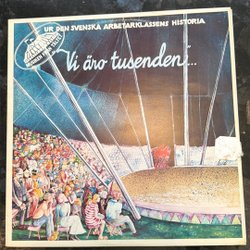 UR DEN SVENSKA ARBETARKLASSENS HISTORIA
"Vi äro tusenden"...